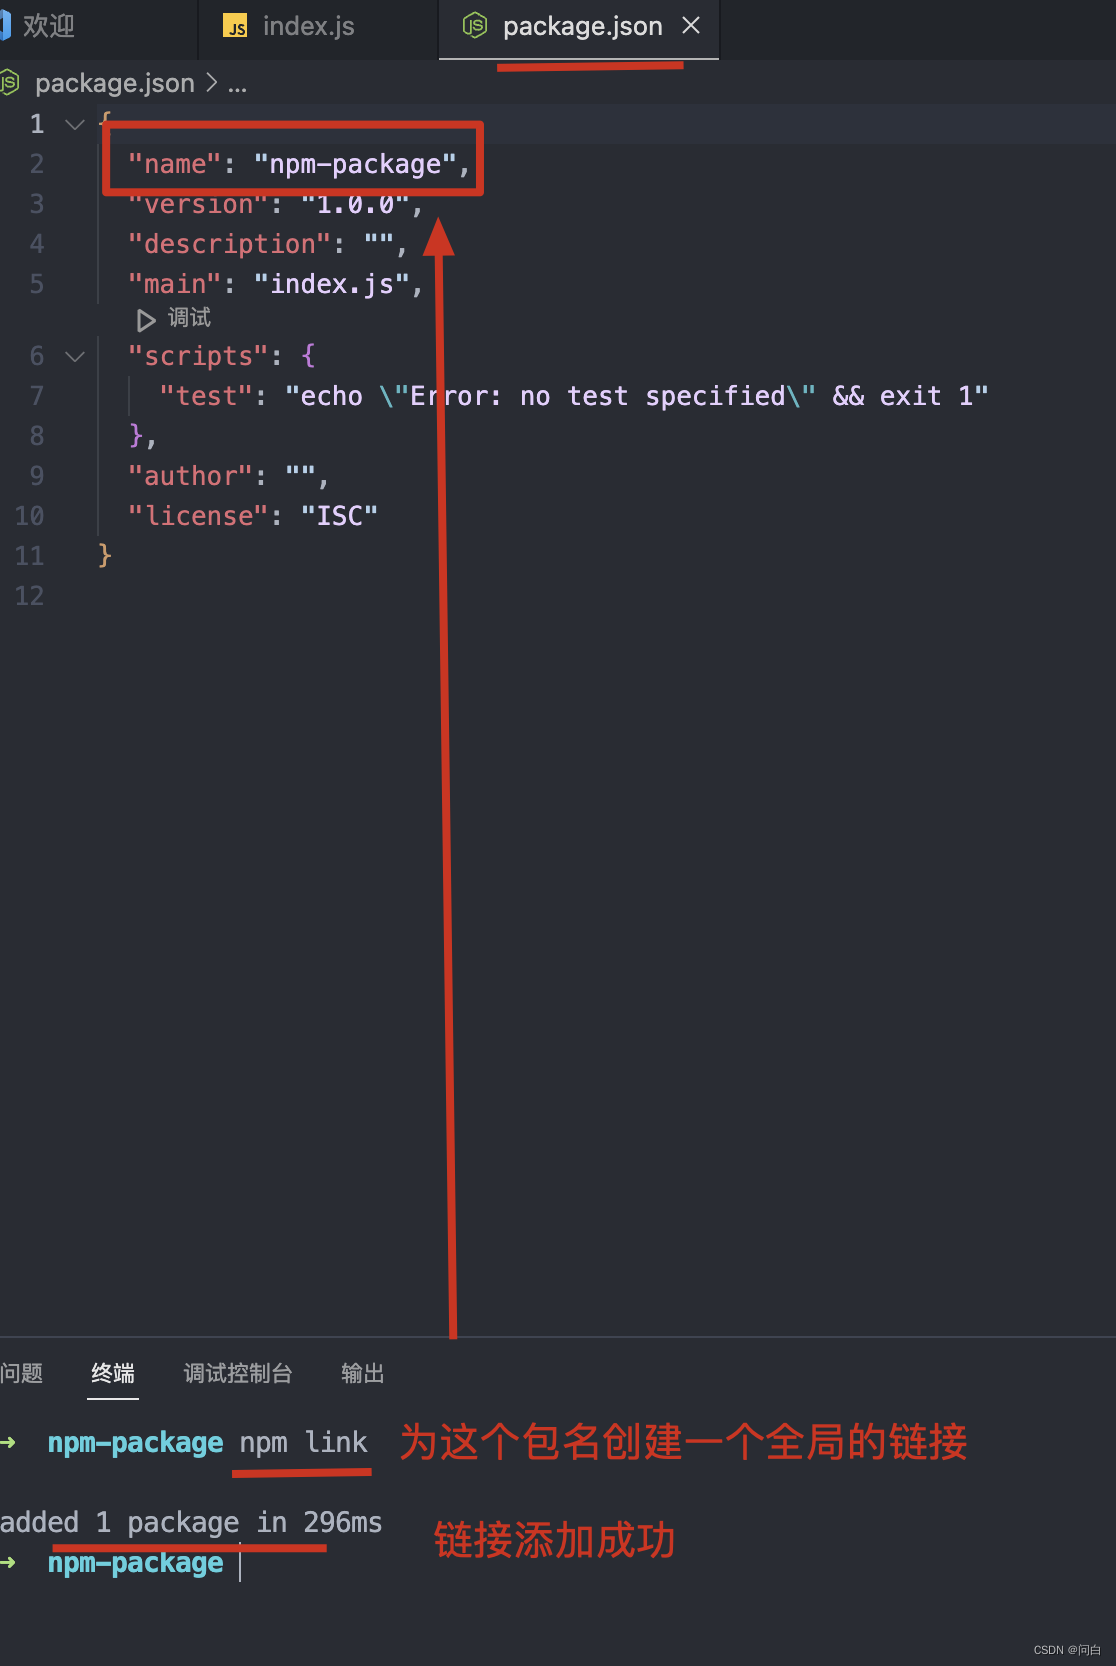 欢迎 JS index.js JS package.json
JS package.json > ...
1 {
2 "name": "npm-package",
3 "version": "1.0.0",
4 "description": "",
5 "main": "index.js",
调试
6 "scripts": {
7 "test": "echo \"Error: no test specified\" && exit 1"
8 },
9 "author": "",
10 "license": "ISC"
11 }
12
问题 终端 调试控制台 输出
→ npm-package npm link 为这个包名创建一个全局的链接
added 1 package in 296ms 链接添加成功
→ npm-package
CSDN @问白